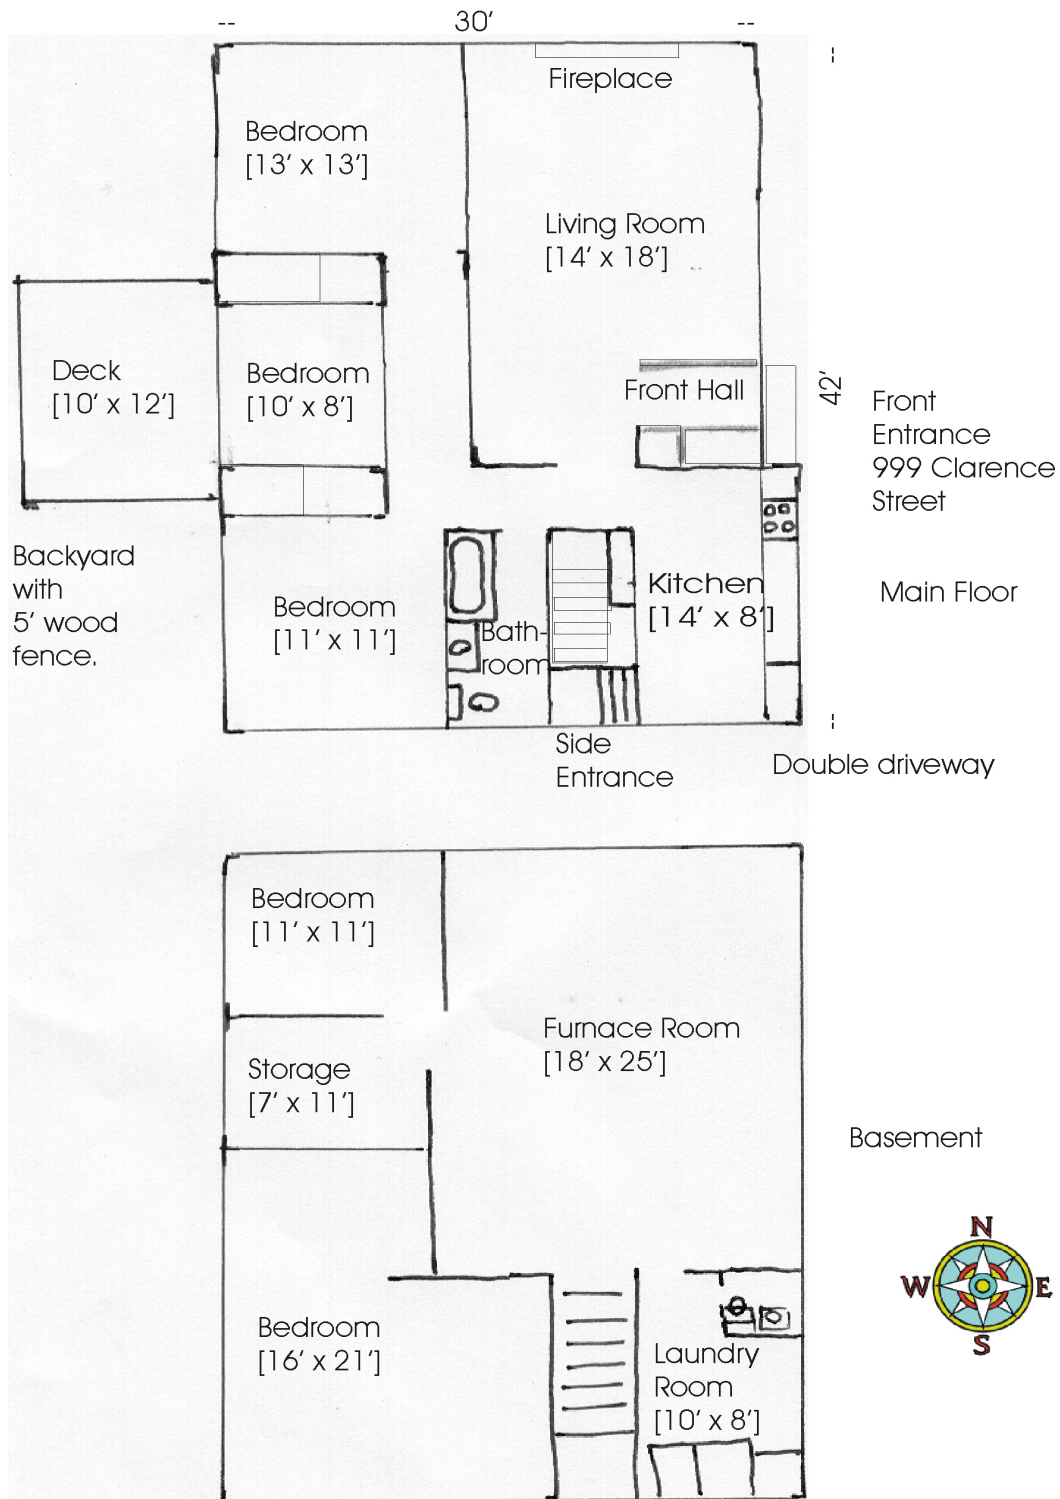 30'
Fireplace
Bedroom
[13' x 13']
Living Room
[14' x 18']
Deck
[10' x 12']
Bedroom
[10' x 8']
Front Hall
42'
Front
Entrance
999 Clarence
Street
Backyard
with
5' wood
fence.
Bedroom
[11' x 11']
Bath-
room
Kitchen
[14' x 8']
Main Floor
Side
Entrance
Double driveway
Bedroom
[11' x 11']
Furnace Room
[18' x 25']
Storage
[7' x 11']
Basement
Bedroom
[16' x 21']
Laundry
Room
[10' x 8']
N
W E
S